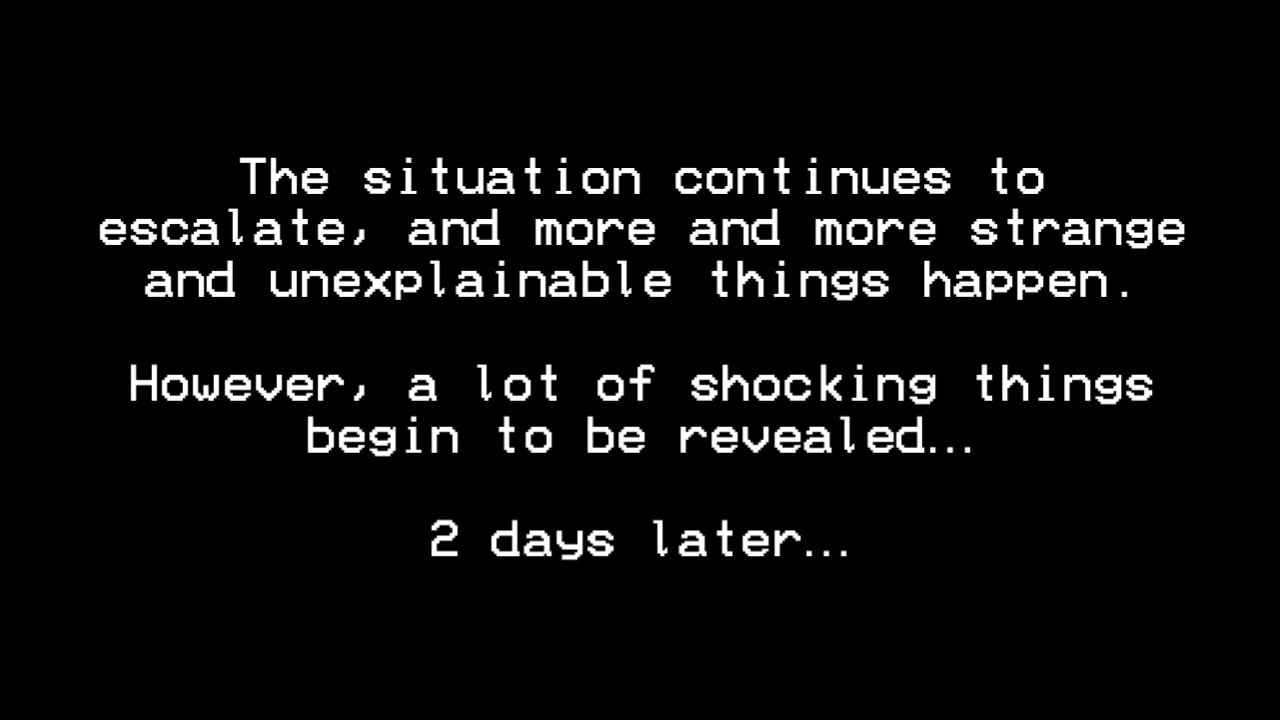 The situation continues to
escalate, and more and more strange
and unexplainable things happen.
However, a lot of shocking things
begin to be revealed...
2 days later...